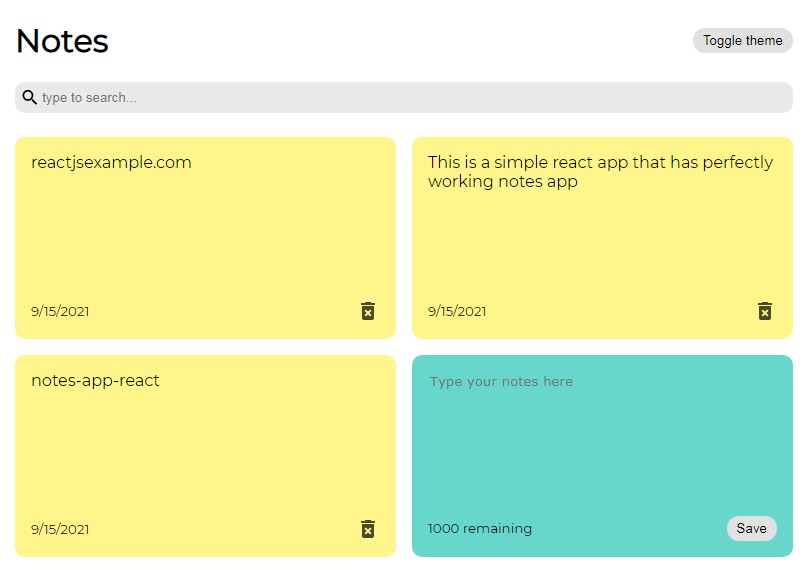 Notes
Toggle theme
type to search...
reactjsexample.com
9/15/2021
This is a simple react app that has perfectly
working notes app
9/15/2021
notes-app-react
9/15/2021
Type your notes here
1000 remaining
Save